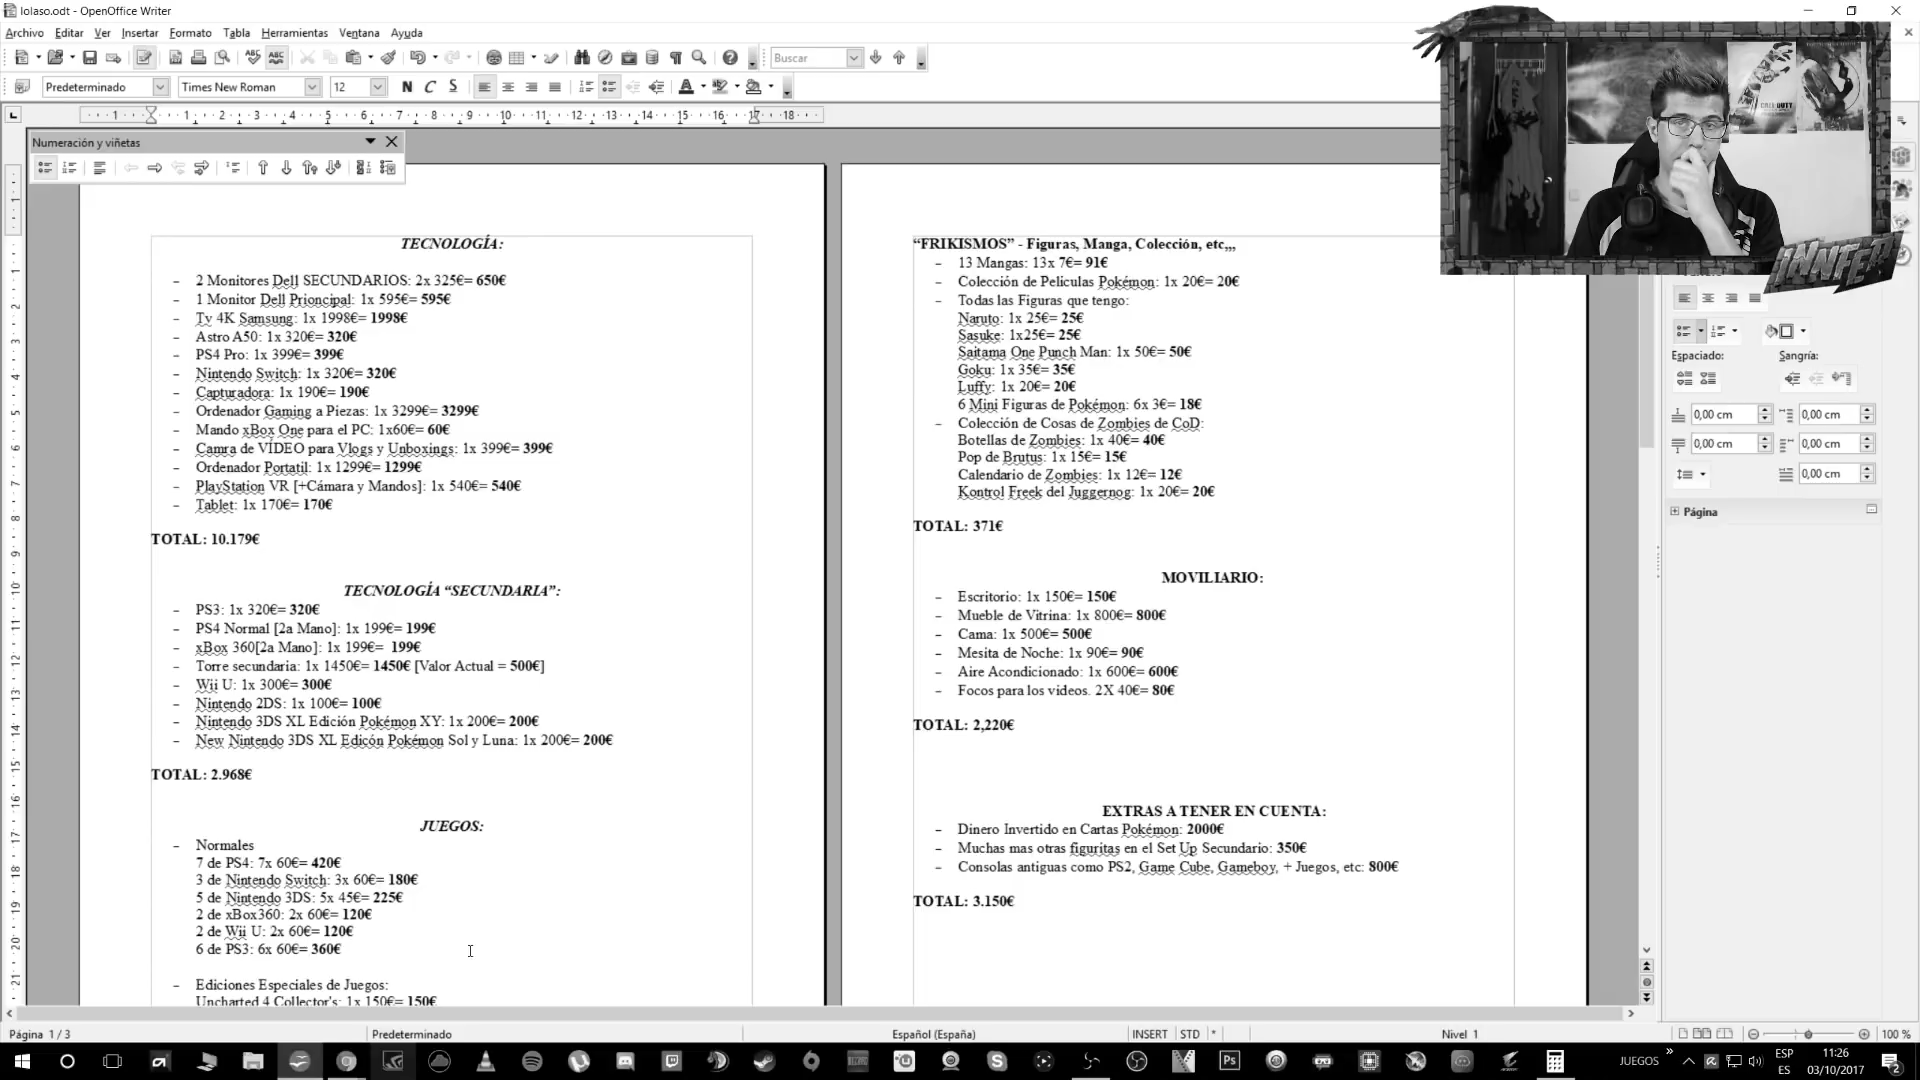 lolaso.odt - OpenOffice Writer
Archivo Editar Ver Insertar Formato Tabla Herramientas Ventana Ayuda
Buscar
Predeterminado Times New Roman 12 N C S
Numeración y viñetas
TECNOLOGÍA:
- 2 Monitores Dell SECUNDARIOS: 2x 325€= 650€
- 1 Monitor Dell Prioncipal: 1x 595€= 595€
- Tv 4K Samsung: 1x 1998€= 1998€
- Astro A50: 1x 320€= 320€
- PS4 Pro: 1x 399€= 399€
- Nintendo Switch: 1x 320€= 320€
- Capturadora: 1x 190€= 190€
- Ordenador Gaming a Piezas: 1x 3299€= 3299€
- Mando xBox One para el PC: 1x60€= 60€
- Camra de VÍDEO para Vlogs y Unboxings: 1x 399€= 399€
- Ordenador Portatil: 1x 1299€= 1299€
- PlayStation VR [+Cámara y Mandos]: 1x 540€= 540€
- Tablet: 1x 170€= 170€
TOTAL: 10.179€
TECNOLOGÍA “SECUNDARIA”:
- PS3: 1x 320€= 320€
- PS4 Normal [2a Mano]: 1x 199€= 199€
- xBox 360[2a Mano]: 1x 199€= 199€
- Torre secundaria: 1x 1450€= 1450€ [Valor Actual = 500€]
- Wii U: 1x 300€= 300€
- Nintendo 2DS: 1x 100€= 100€
- Nintendo 3DS XL Edición Pokémon XY: 1x 200€= 200€
- New Nintendo 3DS XL Edicón Pokémon Sol y Luna: 1x 200€= 200€
TOTAL: 2.968€
JUEGOS:
- Normales
7 de PS4: 7x 60€= 420€
3 de Nintendo Switch: 3x 60€= 180€
5 de Nintendo 3DS: 5x 45€= 225€
2 de xBox360: 2x 60€= 120€
2 de Wii U: 2x 60€= 120€
6 de PS3: 6x 60€= 360€
- Ediciones Especiales de Juegos:
Uncharted 4 Collector's: 1x 150€= 150€
“FRIKISMOS” - Figuras, Manga, Colección, etc,,,
- 13 Mangas: 13x 7€= 91€
- Colección de Peliculas Pokémon: 1x 20€= 20€
- Todas las Figuras que tengo:
Naruto: 1x 25€= 25€
Sasuke: 1x25€= 25€
Saitama One Punch Man: 1x 50€= 50€
Goku: 1x 35€= 35€
Luffy: 1x 20€= 20€
6 Mini Figuras de Pokémon: 6x 3€= 18€
- Colección de Cosas de Zombies de CoD:
Botellas de Zombies: 1x 40€= 40€
Pop de Brutus: 1x 15€= 15€
Calendario de Zombies: 1x 12€= 12€
Kontrol Freek del Juggernog: 1x 20€= 20€
TOTAL: 371€
MOVILIARIO:
- Escritorio: 1x 150€= 150€
- Mueble de Vitrina: 1x 800€= 800€
- Cama: 1x 500€= 500€
- Mesita de Noche: 1x 90€= 90€
- Aire Acondicionado: 1x 600€= 600€
- Focos para los videos. 2X 40€= 80€
TOTAL: 2,220€
EXTRAS A TENER EN CUENTA:
- Dinero Invertido en Cartas Pokémon: 2000€
- Muchas mas otras figuritas en el Set Up Secundario: 350€
- Consolas antiguas como PS2, Game Cube, Gameboy, + Juegos, etc: 800€
TOTAL: 3.150€
CALL OF DUTY
Espaciado: Sangría:
0,00 cm 0,00 cm
0,00 cm 0,00 cm
0,00 cm
Página
Página 1 / 3 Predeterminado Español (España) INSERT STD * Nivel 1 100 %
Ps JUEGOS ESP ES 11:26 03/10/2017 2